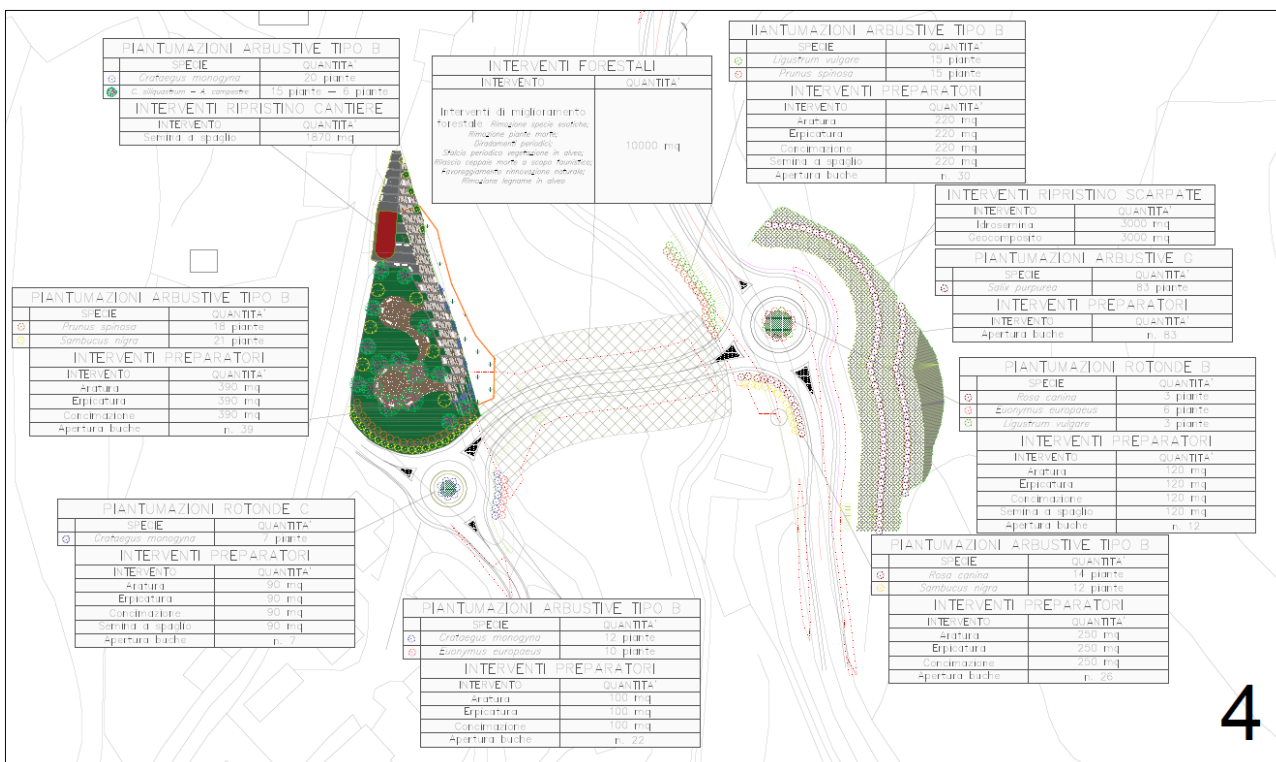 PIANTUMAZIONI ARBUSTIVE TIPO B
SPECIE QUANTITA'
Crataegus monogyna 20 piante
C. siliquastrum - A. campestre 15 piante - 6 piante
INTERVENTI RIPRISTINO CANTIERE
INTERVENTO QUANTITA'
Semina a spaglio 1870 mq
INTERVENTI FORESTALI
INTERVENTO QUANTITA'
Interventi di miglioramento
forestale Rimozione specie esotiche;
Rimozione piante morte;
Diradamenti periodici;
Sfalcio periodico vegetazione in alveo;
Rilascio ceppaie morte a scopo faunistico;
Favoreggiamento rinnovazione naturale;
Rimozione legname in alveo
10000 mq
PIANTUMAZIONI ARBUSTIVE TIPO B
SPECIE QUANTITA'
Ligustrum vulgare 15 piante
Prunus spinosa 15 piante
INTERVENTI PREPARATORI
INTERVENTO QUANTITA'
Aratura 220 mq
Erpicatura 220 mq
Concimazione 220 mq
Semina a spaglio 220 mq
Apertura buche n. 30
INTERVENTI RIPRISTINO SCARPATE
INTERVENTO QUANTITA'
Idrosemina 3000 mq
Geocomposito 3000 mq
PIANTUMAZIONI ARBUSTIVE G
SPECIE QUANTITA'
Salix purpurea 83 piante
INTERVENTI PREPARATORI
INTERVENTO QUANTITA'
Apertura buche n. 83
PIANTUMAZIONI ARBUSTIVE TIPO B
SPECIE QUANTITA'
Prunus spinosa 18 piante
Sambucus nigra 21 piante
INTERVENTI PREPARATORI
INTERVENTO QUANTITA'
Aratura 390 mq
Erpicatura 390 mq
Concimazione 390 mq
Apertura buche n. 39
PIANTUMAZIONI ROTONDE B
SPECIE QUANTITA'
Rosa canina 3 piante
Euonymus europaeus 6 piante
Ligustrum vulgare 3 piante
INTERVENTI PREPARATORI
INTERVENTO QUANTITA'
Aratura 120 mq
Erpicatura 120 mq
Concimazione 120 mq
Semina a spaglio 120 mq
Apertura buche n. 12
PIANTUMAZIONI ROTONDE C
SPECIE QUANTITA'
Crataegus monogyna 7 piante
INTERVENTI PREPARATORI
INTERVENTO QUANTITA'
Aratura 90 mq
Erpicatura 90 mq
Concimazione 90 mq
Semina a spaglio 90 mq
Apertura buche n. 7
PIANTUMAZIONI ARBUSTIVE TIPO B
SPECIE QUANTITA'
Rosa canina 14 piante
Sambucus nigra 12 piante
INTERVENTI PREPARATORI
INTERVENTO QUANTITA'
Aratura 250 mq
Erpicatura 250 mq
Concimazione 250 mq
Apertura buche n. 26
PIANTUMAZIONI ARBUSTIVE TIPO B
SPECIE QUANTITA'
Crataegus monogyna 12 piante
Euonymus europaeus 10 piante
INTERVENTI PREPARATORI
INTERVENTO QUANTITA'
Aratura 100 mq
Erpicatura 100 mq
Concimazione 100 mq
Apertura buche n. 22
4